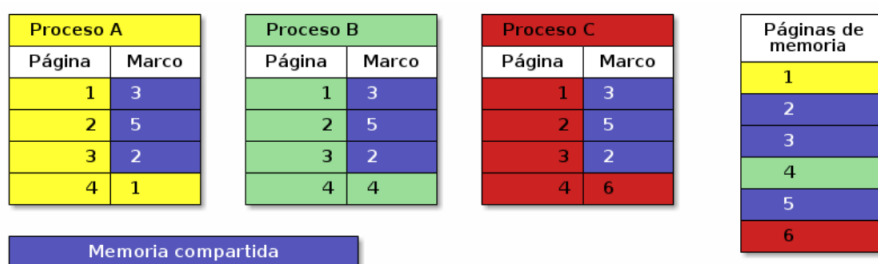 Proceso A
Página Marco
1 3
2 5
3 2
4 1
Proceso B
Página Marco
1 3
2 5
3 2
4 4
Proceso C
Página Marco
1 3
2 5
3 2
4 6
Páginas de
memoria
1
2
3
4
5
6
Memoria compartida